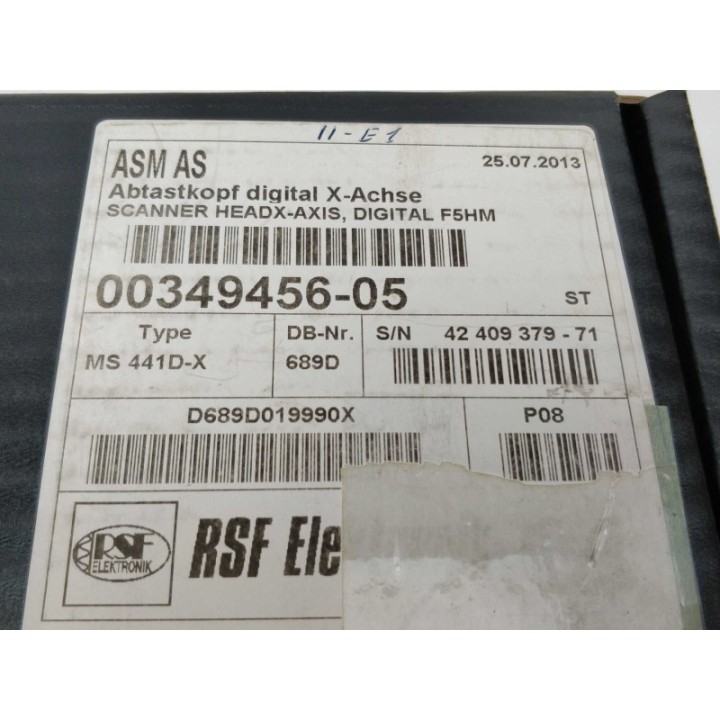 11-E1
ASM AS
25.07.2013
Abtastkopf digital X-Achse
SCANNER HEADX-AXIS, DIGITAL F5HM
00349456-05
ST
Type
DB-Nr.
S/N 42 409 379 - 71
MS 441D-X
689D
D689D019990X
P08
RSF
ELEKTRONIK
RSF